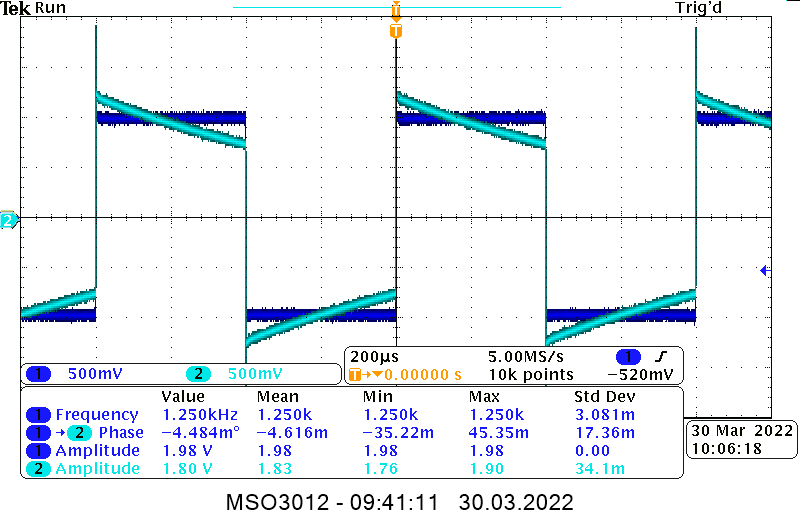 Tek Run Trig'd
T
T
2
200µs 5.00MS/s 1
1 500mV 2 500mV T→▼0.00000 s 10k points −520mV
Value Mean Min Max Std Dev
1 Frequency 1.250kHz 1.250k 1.250k 1.250k 3.081m
1 → 2 Phase −4.484m° −4.616m −35.22m 45.35m 17.36m
1 Amplitude 1.98 V 1.98 1.98 1.98 0.00
2 Amplitude 1.80 V 1.83 1.76 1.90 34.1m
30 Mar 2022
10:06:18
MSO3012 - 09:41:11 30.03.2022